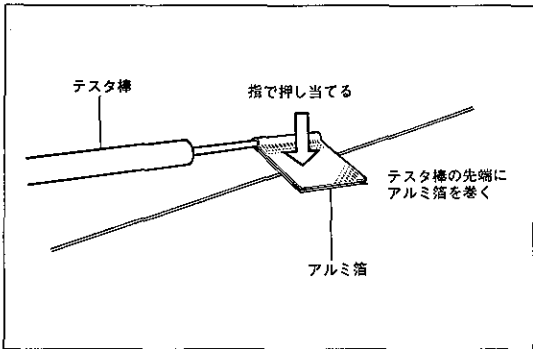 テスタ棒
指で押し当てる
テスタ棒の先端に
アルミ箔を巻く
アルミ箔